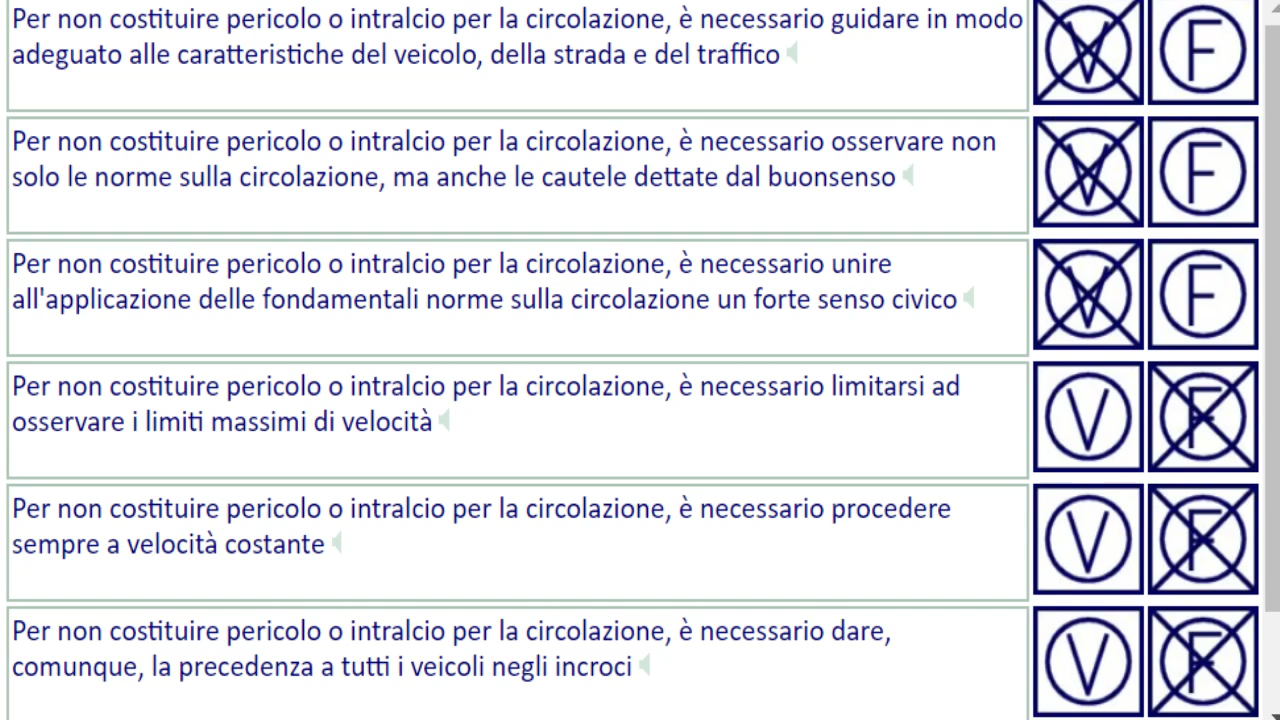 Per non costituire pericolo o intralcio per la circolazione, è necessario guidare in modo
adeguato alle caratteristiche del veicolo, della strada e del traffico
V F
Per non costituire pericolo o intralcio per la circolazione, è necessario osservare non
solo le norme sulla circolazione, ma anche le cautele dettate dal buonsenso
V F
Per non costituire pericolo o intralcio per la circolazione, è necessario unire
all'applicazione delle fondamentali norme sulla circolazione un forte senso civico
V F
Per non costituire pericolo o intralcio per la circolazione, è necessario limitarsi ad
osservare i limiti massimi di velocità
V F
Per non costituire pericolo o intralcio per la circolazione, è necessario procedere
sempre a velocità costante
V F
Per non costituire pericolo o intralcio per la circolazione, è necessario dare,
comunque, la precedenza a tutti i veicoli negli incroci
V F